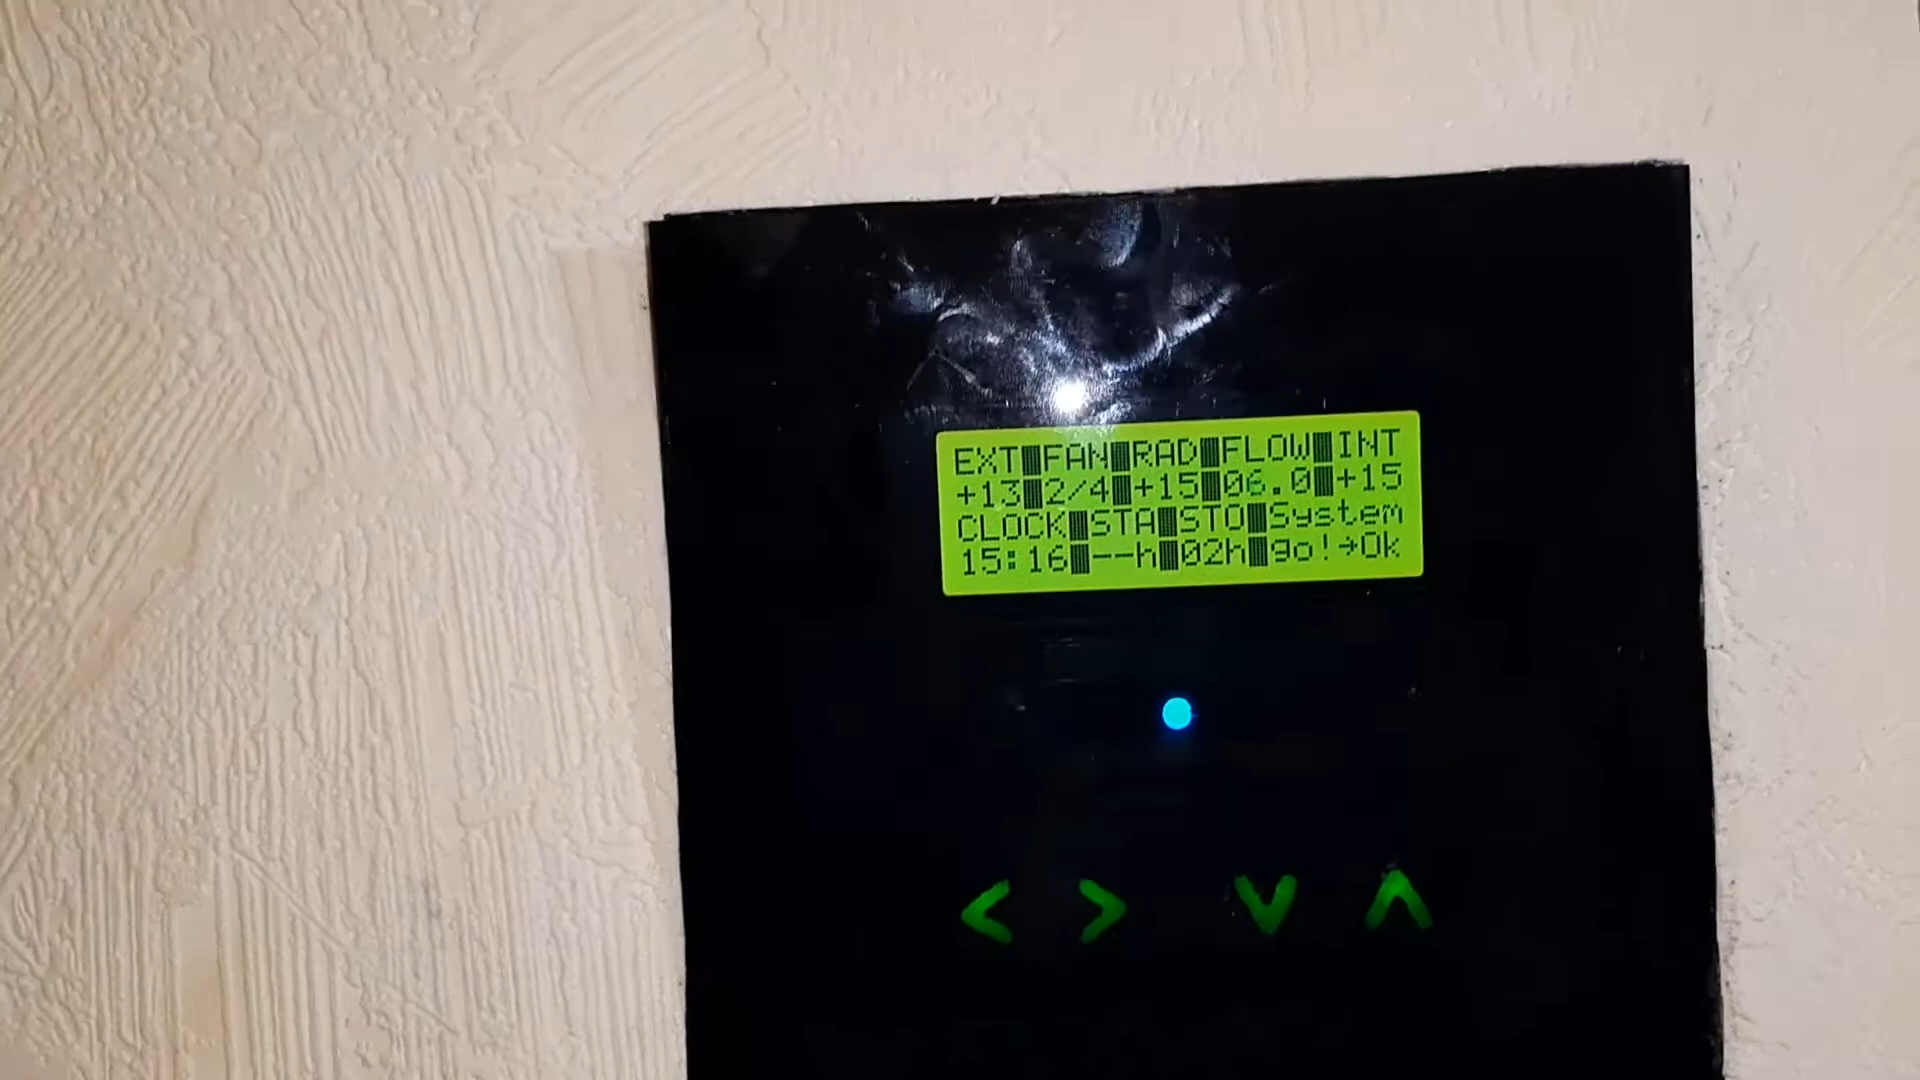 EXT FAN RAD FLOW INT
+13 2/4 +15 06.0 +15
CLOCK STA STO System
15:16 --h 02h go!→Ok
< > ∨ ∧